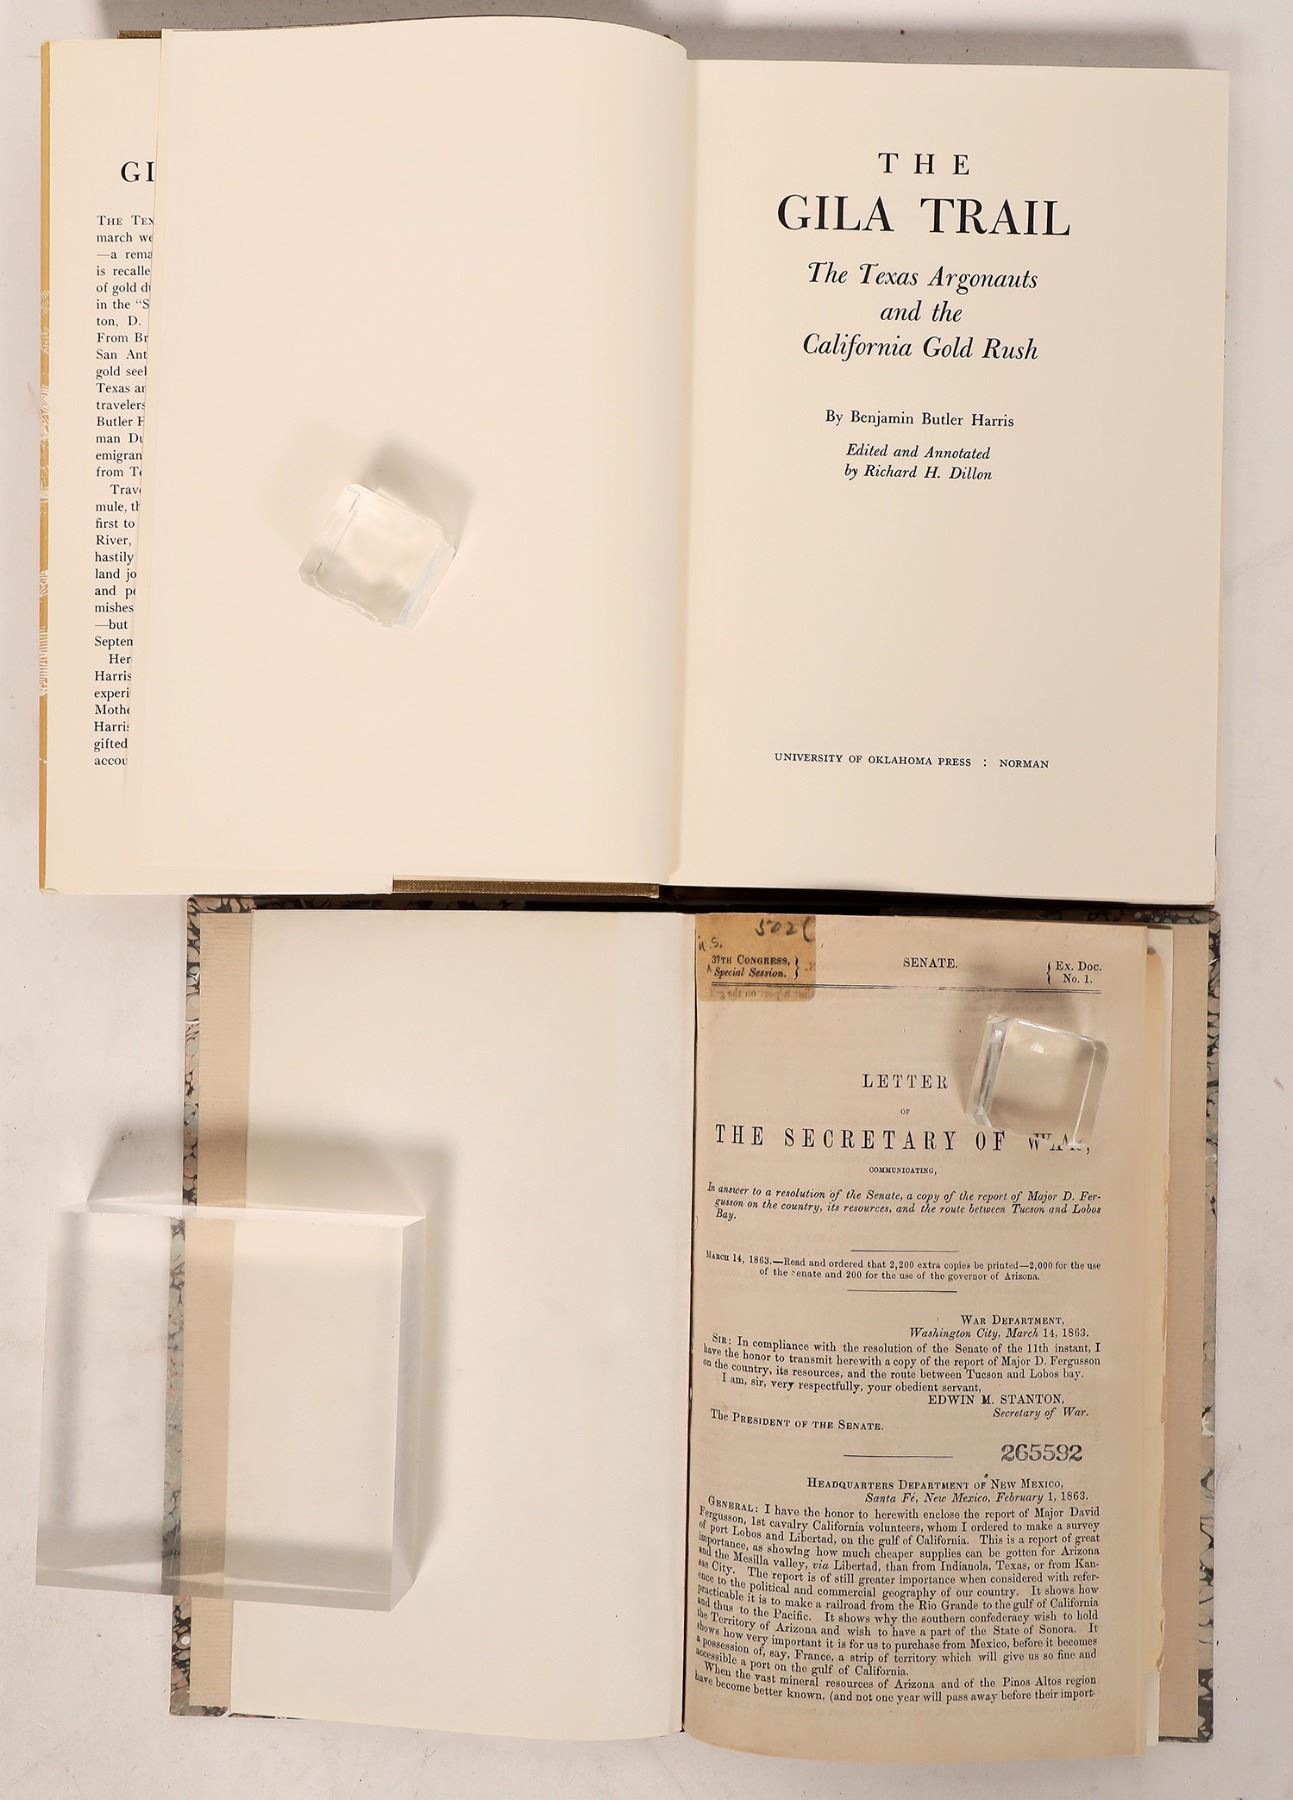 GI
THE TEX
march we
—a rema
is recalle
of gold du
in the “S
ton, D.
From Br
San Ant
gold seel
Texas an
travelers
Butler H
man Du
emigran
from Te
Trave
mule, th
first to
River,
hastily
land jo
and pe
mishes
—but
Septem
Her
Harris
experi
Mothe
Harris
gifted
accou
THE
GILA TRAIL
The Texas Argonauts
and the
California Gold Rush
By Benjamin Butler Harris
Edited and Annotated
by Richard H. Dillon
UNIVERSITY OF OKLAHOMA PRESS : NORMAN
502
37TH CONGRESS,
Special Session.
SENATE.
Ex. Doc.
No. 1.
LETTER
OF
THE SECRETARY OF WAR,
COMMUNICATING,
In answer to a resolution of the Senate, a copy of the report of Major D. Fer-
gusson on the country, its resources, and the route between Tucson and Lobos
Bay.
MARCH 14, 1863.—Read and ordered that 2,200 extra copies be printed—2,000 for the use
of the enate and 200 for the use of the governor of Arizona.
WAR DEPARTMENT,
Washington City, March 14, 1863.
SIR: In compliance with the resolution of the Senate of the 11th instant, I
have the honor to transmit herewith a copy of the report of Major D. Fergusson
on the country, its resources, and the route between Tucson and Lobos bay.
I am, sir, very respectfully, your obedient servant,
EDWIN M. STANTON,
Secretary of War.
The PRESIDENT OF THE SENATE.
265592
HEADQUARTERS DEPARTMENT OF NEW MEXICO,
Santa Fé, New Mexico, February 1, 1863.
GENERAL: I have the honor to herewith enclose the report of Major David
Fergusson, 1st cavalry California volunteers, whom I ordered to make a survey
of port Lobos and Libertad, on the gulf of California. This is a report of great
importance, as showing how much cheaper supplies can be gotten for Arizona
and the Mesilla valley, via Libertad, than from Indianola, Texas, or from Kan-
sas City. The report is of still greater importance when considered with refer-
ence to the political and commercial geography of our country. It shows how
practicable it is to make a railroad from the Rio Grande to the gulf of California
and thus to the Pacific. It shows why the southern confederacy wish to hold
the Territory of Arizona and wish to have a part of the State of Sonora. It
shows how very important it is for us to purchase from Mexico, before it becomes
a possession of, say, France, a strip of territory which will give us so fine and
accessible a port on the gulf of California.
When the vast mineral resources of Arizona and of the Pinos Altos region
have become better known, (and not one year will pass away before their import-